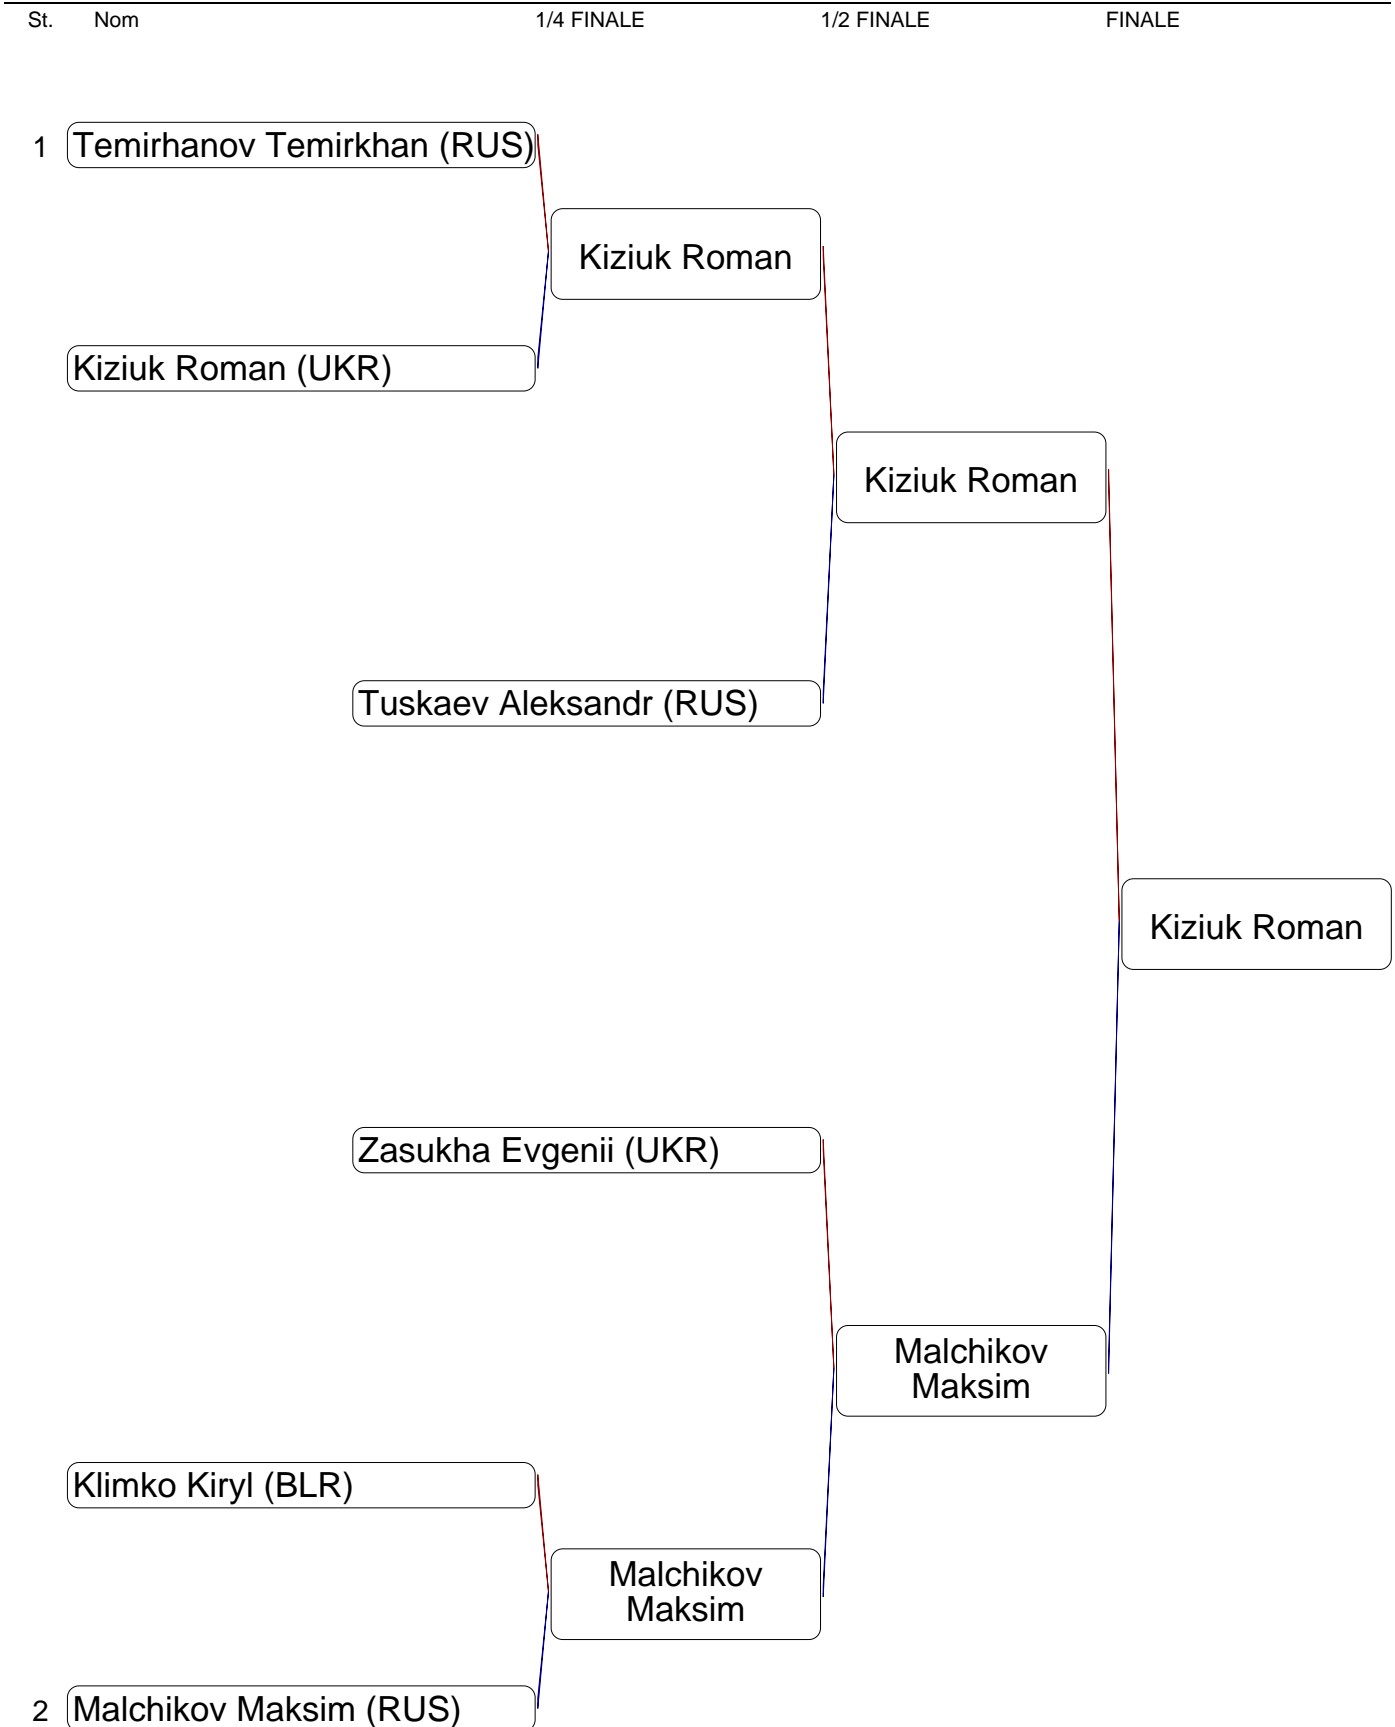 St. Nom 1/4 FINALE 1/2 FINALE FINALE
1 Temirhanov Temirkhan (RUS)
Kiziuk Roman
Kiziuk Roman (UKR)
Kiziuk Roman
Tuskaev Aleksandr (RUS)
Kiziuk Roman
Zasukha Evgenii (UKR)
Malchikov
Maksim
Klimko Kiryl (BLR)
Malchikov
Maksim
2 Malchikov Maksim (RUS)